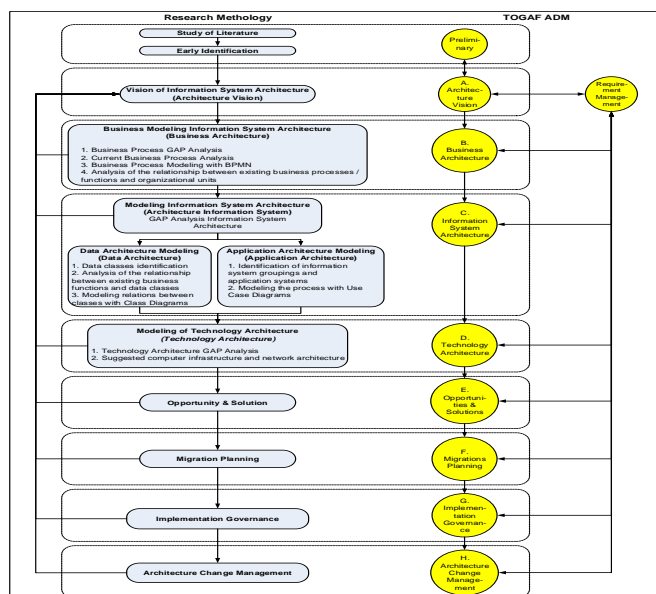 Research Methology
TOGAF ADM
Study of Literature
Early Identification
Prelimi-
nary
Vision of Information System Architecture
(Architecture Vision)
A.
Architec-
ture
Vision
Require-
ment
Manage-
ment
Business Modeling Information System Architecture
(Business Architecture)
1. Business Process GAP Analysis
2. Current Business Process Analysis
3. Business Process Modeling with BPMN
4. Analysis of the relationship between existing business processes /
functions and organizational units
B.
Business
Architecture
Modeling Information System Architecture
(Architecture Information System)
GAP Analysis Information System
Architecture
C.
Information
System
Architecture
Data Architecture Modeling
(Data Architecture)
1. Data classes identification
2. Analysis of the relationship
between existing business
functions and data classes
3. Modeling relations between
classes with Class Diagrams
Application Architecture Modeling
(Application Architecture)
1. Identification of information
system groupings and
application systems
2. Modeling the process with Use
Case Diagrams
Modeling of Technology Architecture
(Technology Architecture)
1. Technology Architecture GAP Analysis
2. Suggested computer infrastructure and network architecture
D.
Technology
Architecture
Opportunity & Solution
E.
Opportuni-
ties &
Solutions
Migration Planning
F.
Migrations
Planning
Implementation Governance
G.
Implemen-
tation
Governan-
ce
Architecture Change Management
H.
Architecture
Change
Manage-
ment